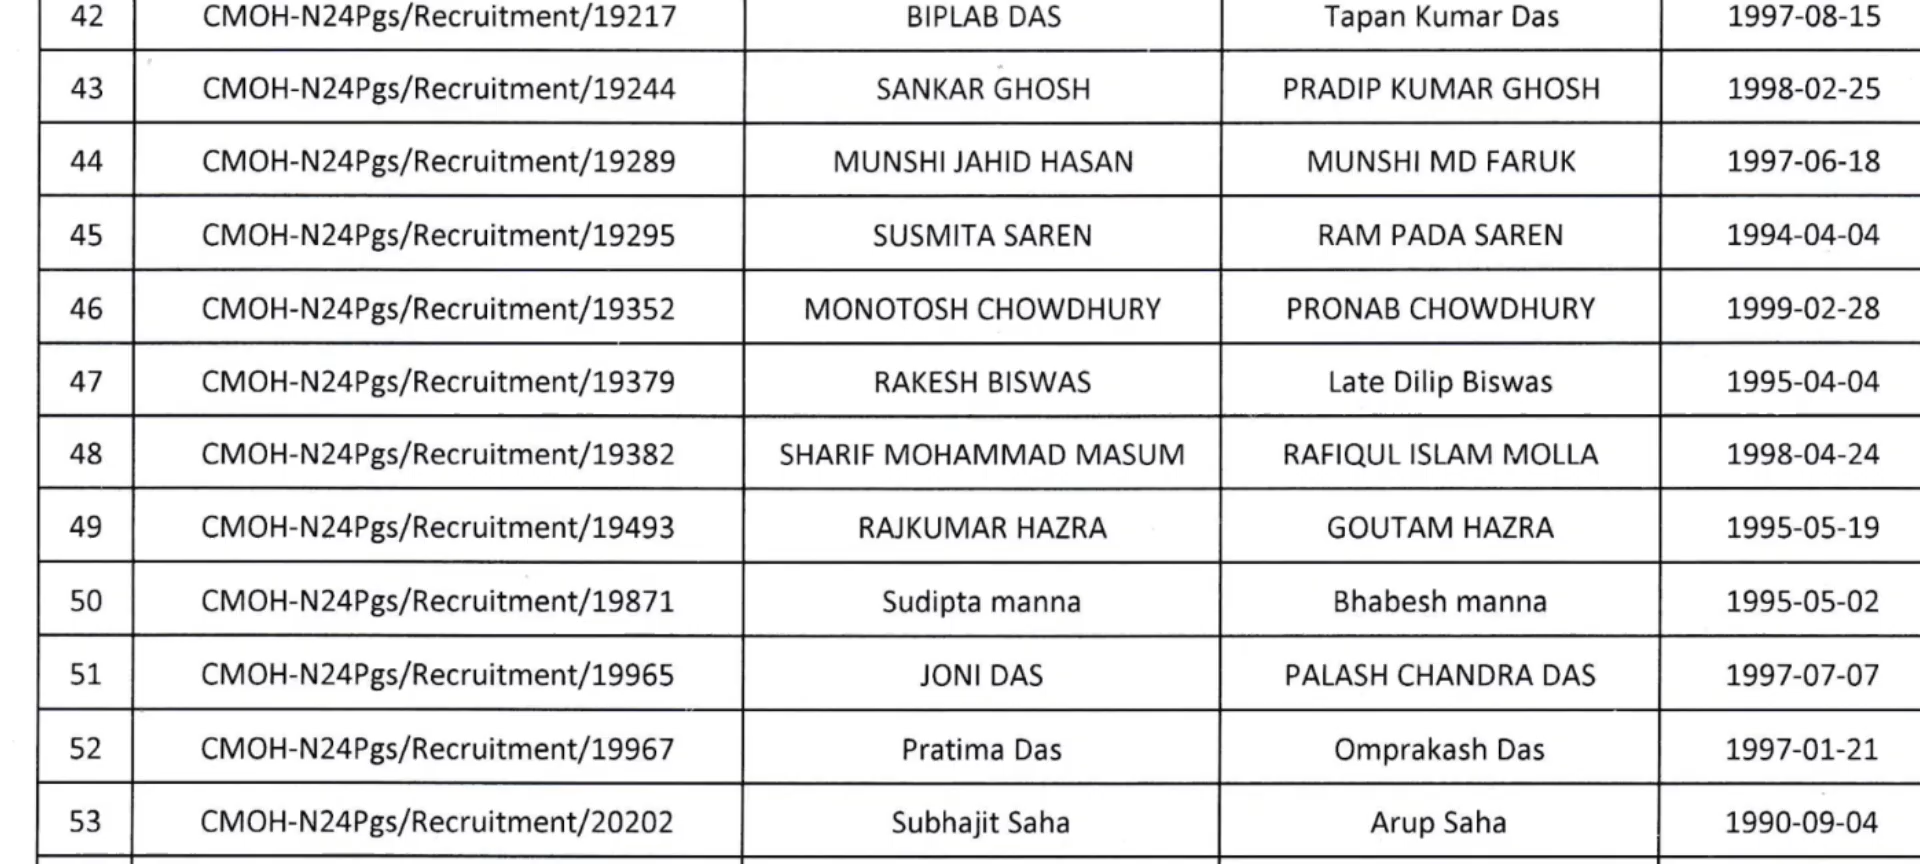 42 CMOH-N24Pgs/Recruitment/19217 BIPLAB DAS Tapan Kumar Das 1997-08-15
43 CMOH-N24Pgs/Recruitment/19244 SANKAR GHOSH PRADIP KUMAR GHOSH 1998-02-25
44 CMOH-N24Pgs/Recruitment/19289 MUNSHI JAHID HASAN MUNSHI MD FARUK 1997-06-18
45 CMOH-N24Pgs/Recruitment/19295 SUSMITA SAREN RAM PADA SAREN 1994-04-04
46 CMOH-N24Pgs/Recruitment/19352 MONOTOSH CHOWDHURY PRONAB CHOWDHURY 1999-02-28
47 CMOH-N24Pgs/Recruitment/19379 RAKESH BISWAS Late Dilip Biswas 1995-04-04
48 CMOH-N24Pgs/Recruitment/19382 SHARIF MOHAMMAD MASUM RAFIQUL ISLAM MOLLA 1998-04-24
49 CMOH-N24Pgs/Recruitment/19493 RAJKUMAR HAZRA GOUTAM HAZRA 1995-05-19
50 CMOH-N24Pgs/Recruitment/19871 Sudipta manna Bhabesh manna 1995-05-02
51 CMOH-N24Pgs/Recruitment/19965 JONI DAS PALASH CHANDRA DAS 1997-07-07
52 CMOH-N24Pgs/Recruitment/19967 Pratima Das Omprakash Das 1997-01-21
53 CMOH-N24Pgs/Recruitment/20202 Subhajit Saha Arup Saha 1990-09-04